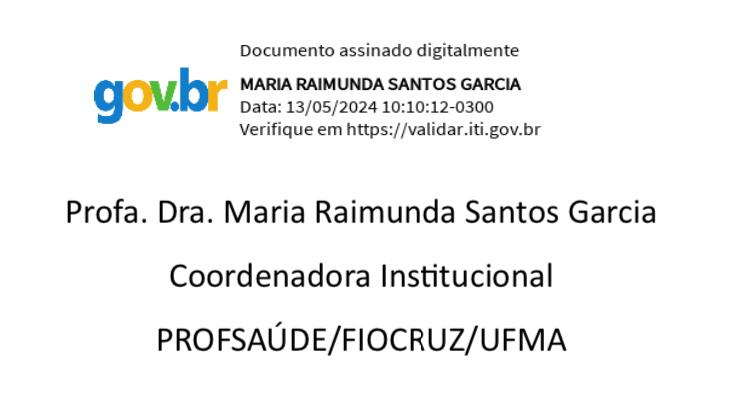 Documento assinado digitalmente
gov.br
MARIA RAIMUNDA SANTOS GARCIA
Data: 13/05/2024 10:10:12-0300
Verifique em https://validar.iti.gov.br
Profa. Dra. Maria Raimunda Santos Garcia
Coordenadora Institucional
PROFSAÚDE/FIOCRUZ/UFMA